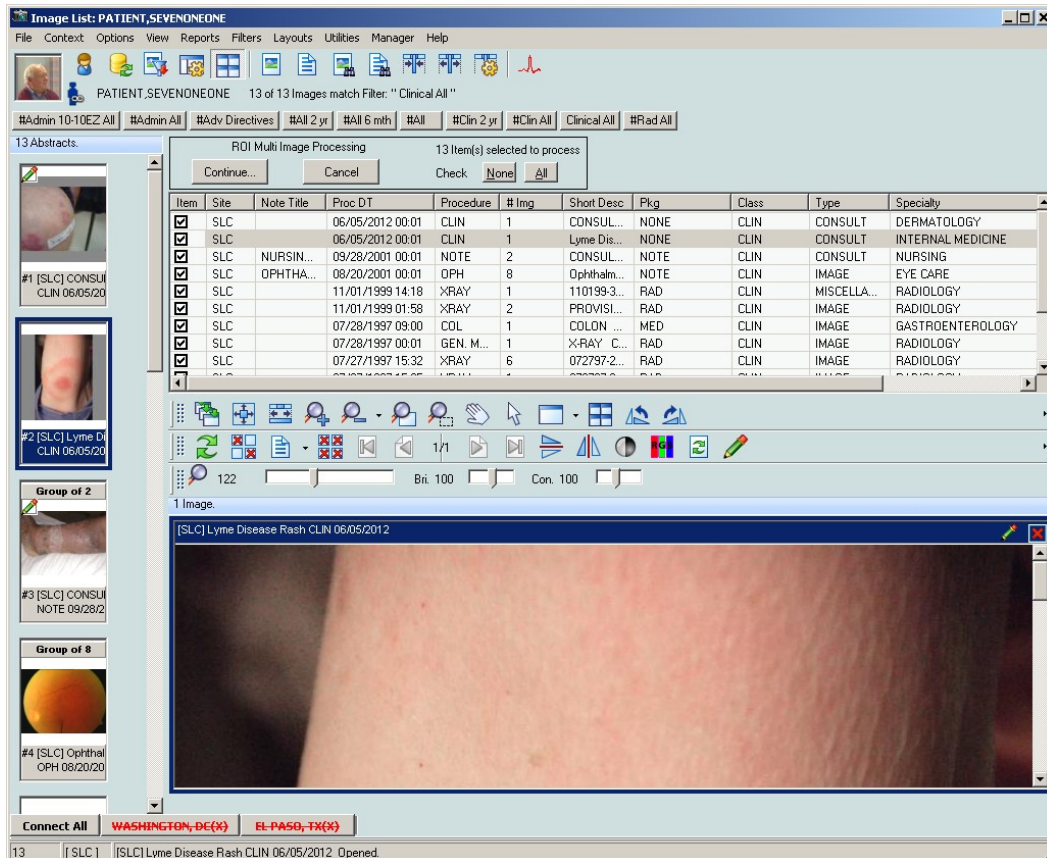 Image List: PATIENT,SEVENONEONE
File Context Options View Reports Filters Layouts Utilities Manager Help
PATIENT,SEVENONEONE 13 of 13 Images match Filter: " Clinical All "
#Admin 10-10EZ All #Admin All #Adv Directives #All 2 yr #All 6 mth #All #Clin 2 yr #Clin All Clinical All #Rad All
13 Abstracts.
#1 [SLC] CONSUI
CLIN 06/05/20
#2 [SLC] Lyme Di
CLIN 06/05/20
Group of 2
#3 [SLC] CONSUI
NOTE 09/28/2
Group of 8
#4 [SLC] Ophthal
OPH 08/20/20
ROI Multi Image Processing 13 Item(s) selected to process
Continue... Cancel Check None All
Item Site Note Title Proc DT Procedure # Img Short Desc Pkg Class Type Specialty
SLC 06/05/2012 00:01 CLIN 1 CONSUL... NONE CLIN CONSULT DERMATOLOGY
SLC 06/05/2012 00:01 CLIN 1 Lyme Dis... NONE CLIN CONSULT INTERNAL MEDICINE
SLC NURSIN... 09/28/2001 00:01 NOTE 2 CONSUL... NOTE CLIN CONSULT NURSING
SLC OPHTHA... 08/20/2001 00:01 OPH 8 Ophthalm... NOTE CLIN IMAGE EYE CARE
SLC 11/01/1999 14:18 XRAY 1 110199-3... RAD CLIN MISCELLA... RADIOLOGY
SLC 11/01/1999 01:58 XRAY 2 PROVISI... RAD CLIN IMAGE RADIOLOGY
SLC 07/28/1997 09:00 COL 1 COLON ... MED CLIN IMAGE GASTROENTEROLOGY
SLC 07/28/1997 00:01 GEN. M... 1 X-RAY C... RAD CLIN IMAGE RADIOLOGY
SLC 07/27/1997 15:32 XRAY 6 072797-2... RAD CLIN IMAGE RADIOLOGY
1/1
RGB
122 Bri. 100 Con. 100
1 Image.
[SLC] Lyme Disease Rash CLIN 06/05/2012
Connect All WASHINGTON, DC(X) EL PASO, TX(X)
13 [ SLC ] [SLC] Lyme Disease Rash CLIN 06/05/2012 Opened.